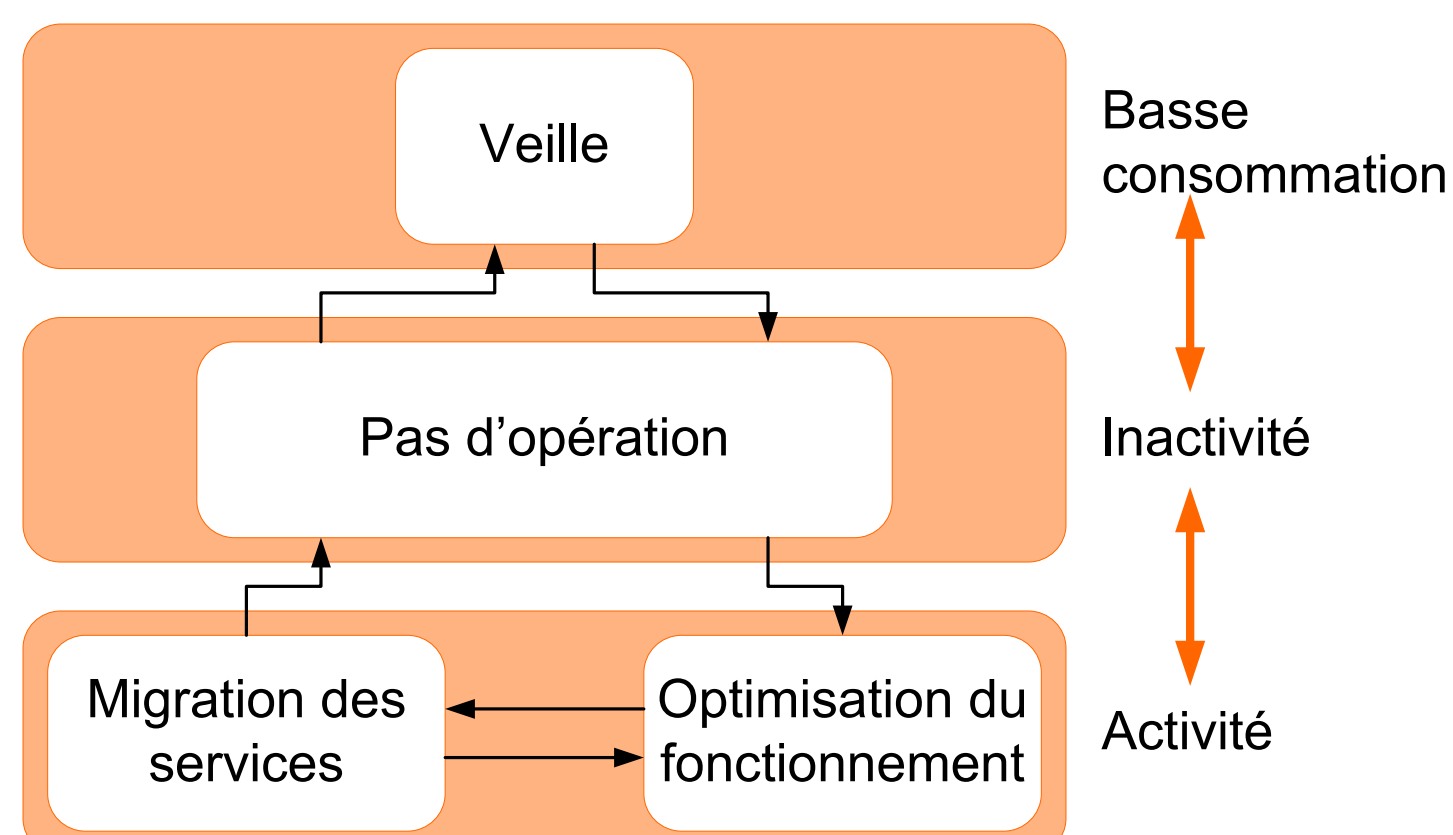 Veille
Basse
consommation
Pas d’opération
Inactivité
Migration des
services
Optimisation du
fonctionnement
Activité